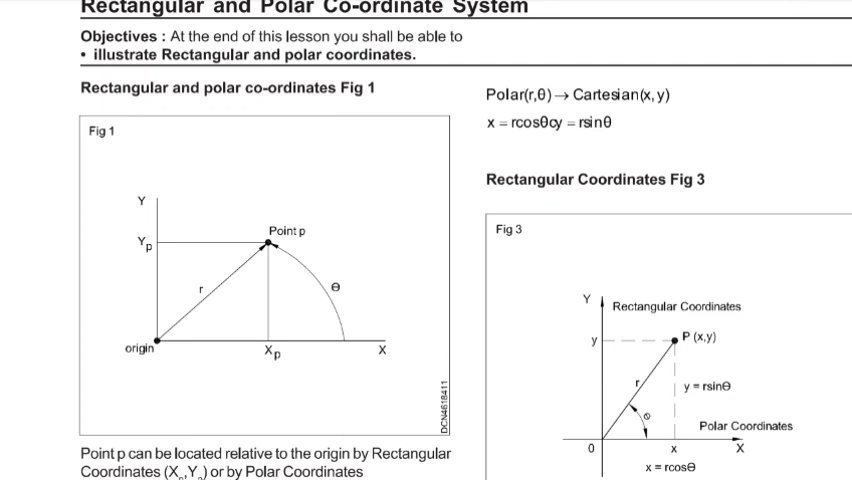 Rectangular and Polar Co-ordinate System
Objectives : At the end of this lesson you shall be able to
• illustrate Rectangular and polar coordinates.
Rectangular and polar co-ordinates Fig 1
Fig 1
Y
Yp
Point p
r
θ
origin
Xp
X
DCN4618411
Point p can be located relative to the origin by Rectangular
Coordinates (Xp,Yp) or by Polar Coordinates
Polar(r,θ) → Cartesian(x, y)
x = rcosθcy = rsinθ
Rectangular Coordinates Fig 3
Fig 3
Y
Rectangular Coordinates
y
P (x,y)
r
y = rsinθ
θ
Polar Coordinates
0
x
X
x = rcosθ